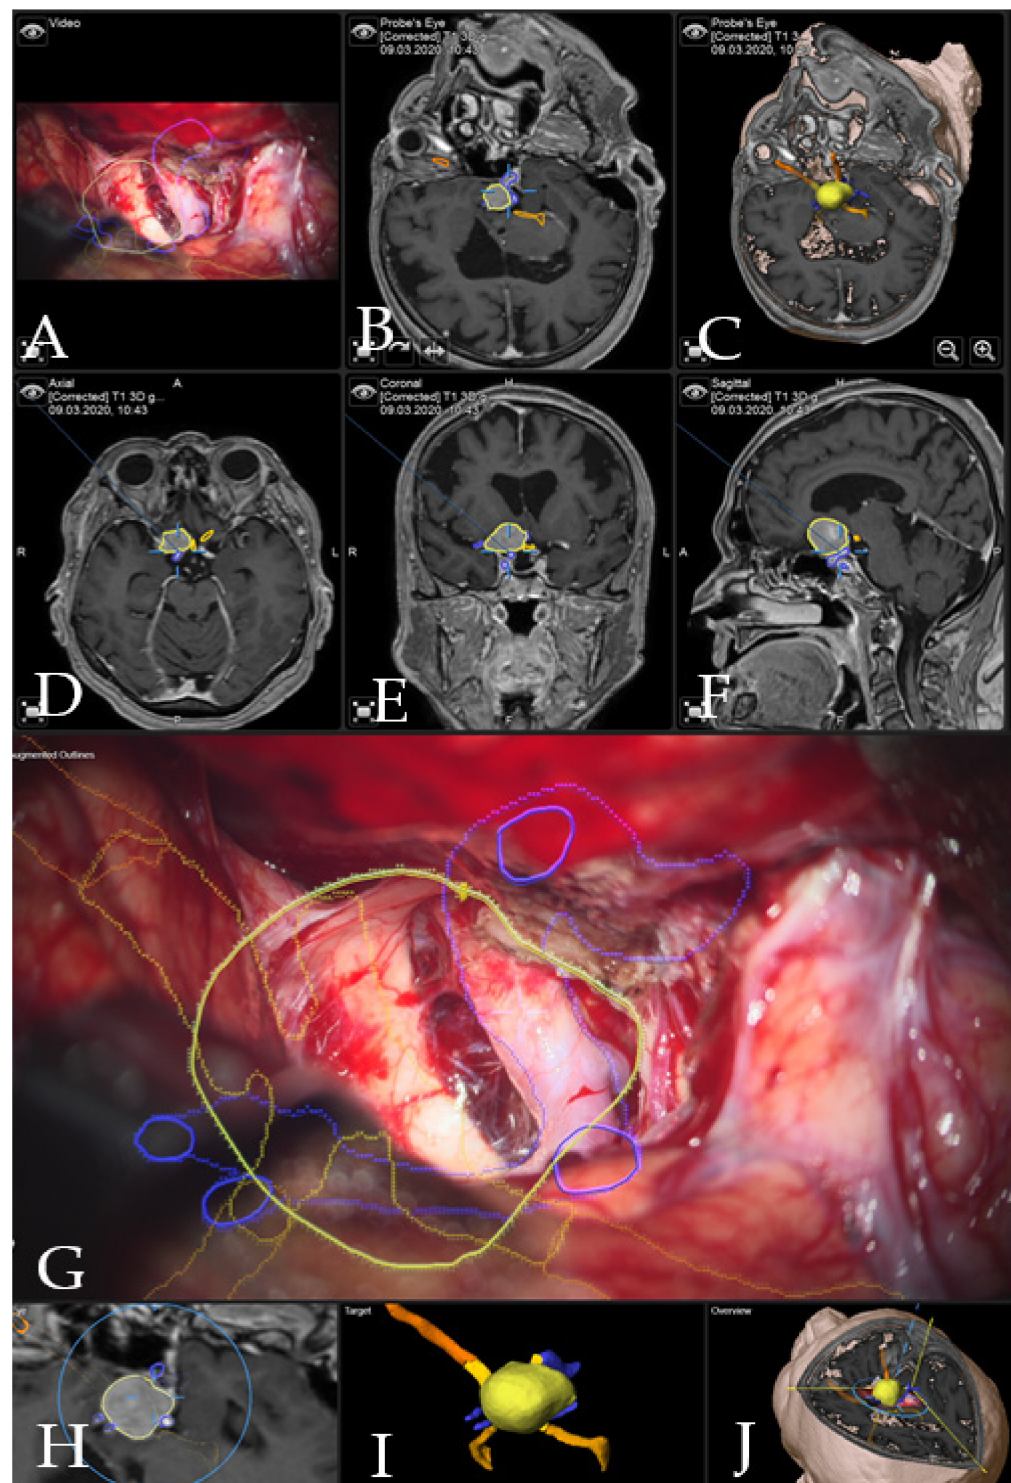 Video
A
Probe's Eye
[Corrected] T1 3D g...
09.03.2020, 10:43
B
Probe's Eye
[Corrected] T1 3
09.03.2020, 10
C
Axial
[Corrected] T1 3D g...
09.03.2020, 10:43
A
R
L
P
D
Coronal
[Corrected] T1 3D g...
09.03.2020, 10:43
H
R
L
F
E
Sagittal
[Corrected] T1 3D g
09.03.2020, 10:43
H
A
P
F
F
ugmented Outlines
G
H
Target
I
Overview
J